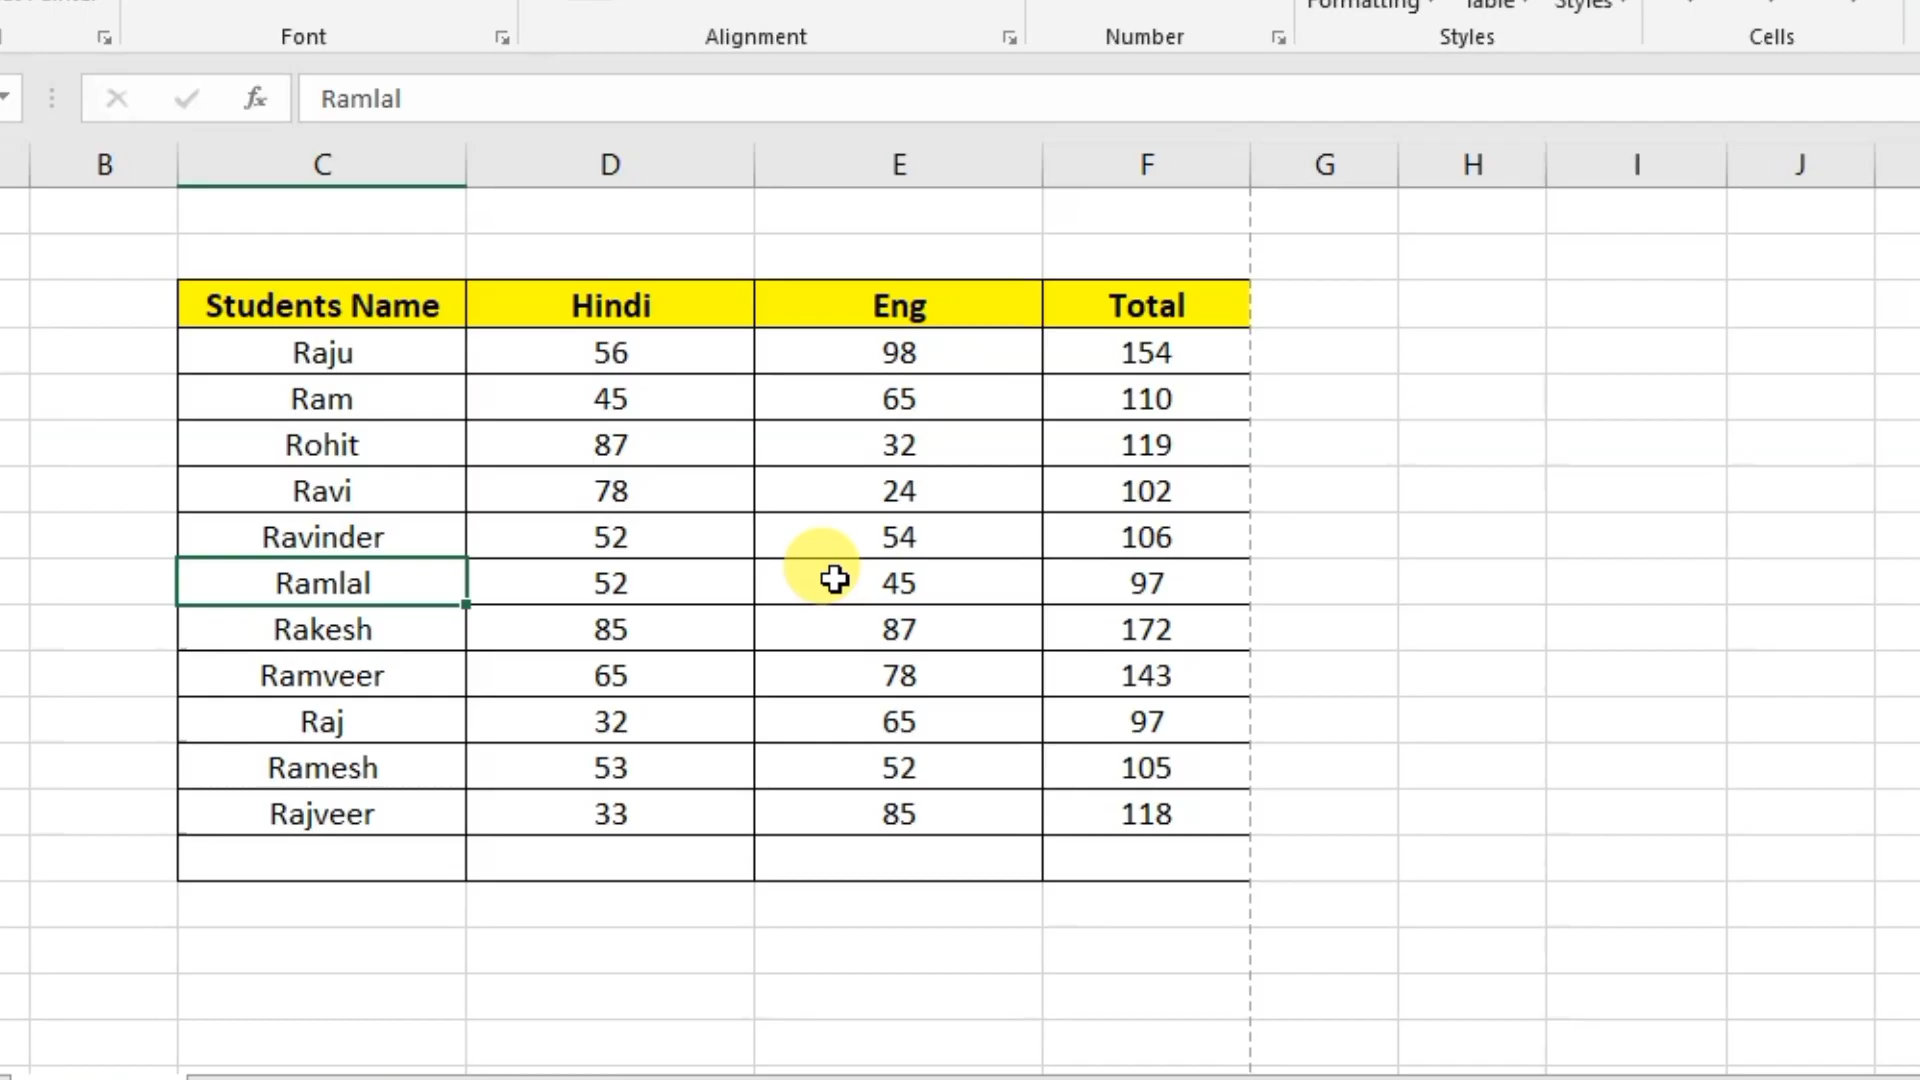 Formatting Table Styles
Font Alignment Number Styles Cells
fx Ramlal
B C D E F G H I J
Students Name Hindi Eng Total
Raju 56 98 154
Ram 45 65 110
Rohit 87 32 119
Ravi 78 24 102
Ravinder 52 54 106
Ramlal 52 45 97
Rakesh 85 87 172
Ramveer 65 78 143
Raj 32 65 97
Ramesh 53 52 105
Rajveer 33 85 118